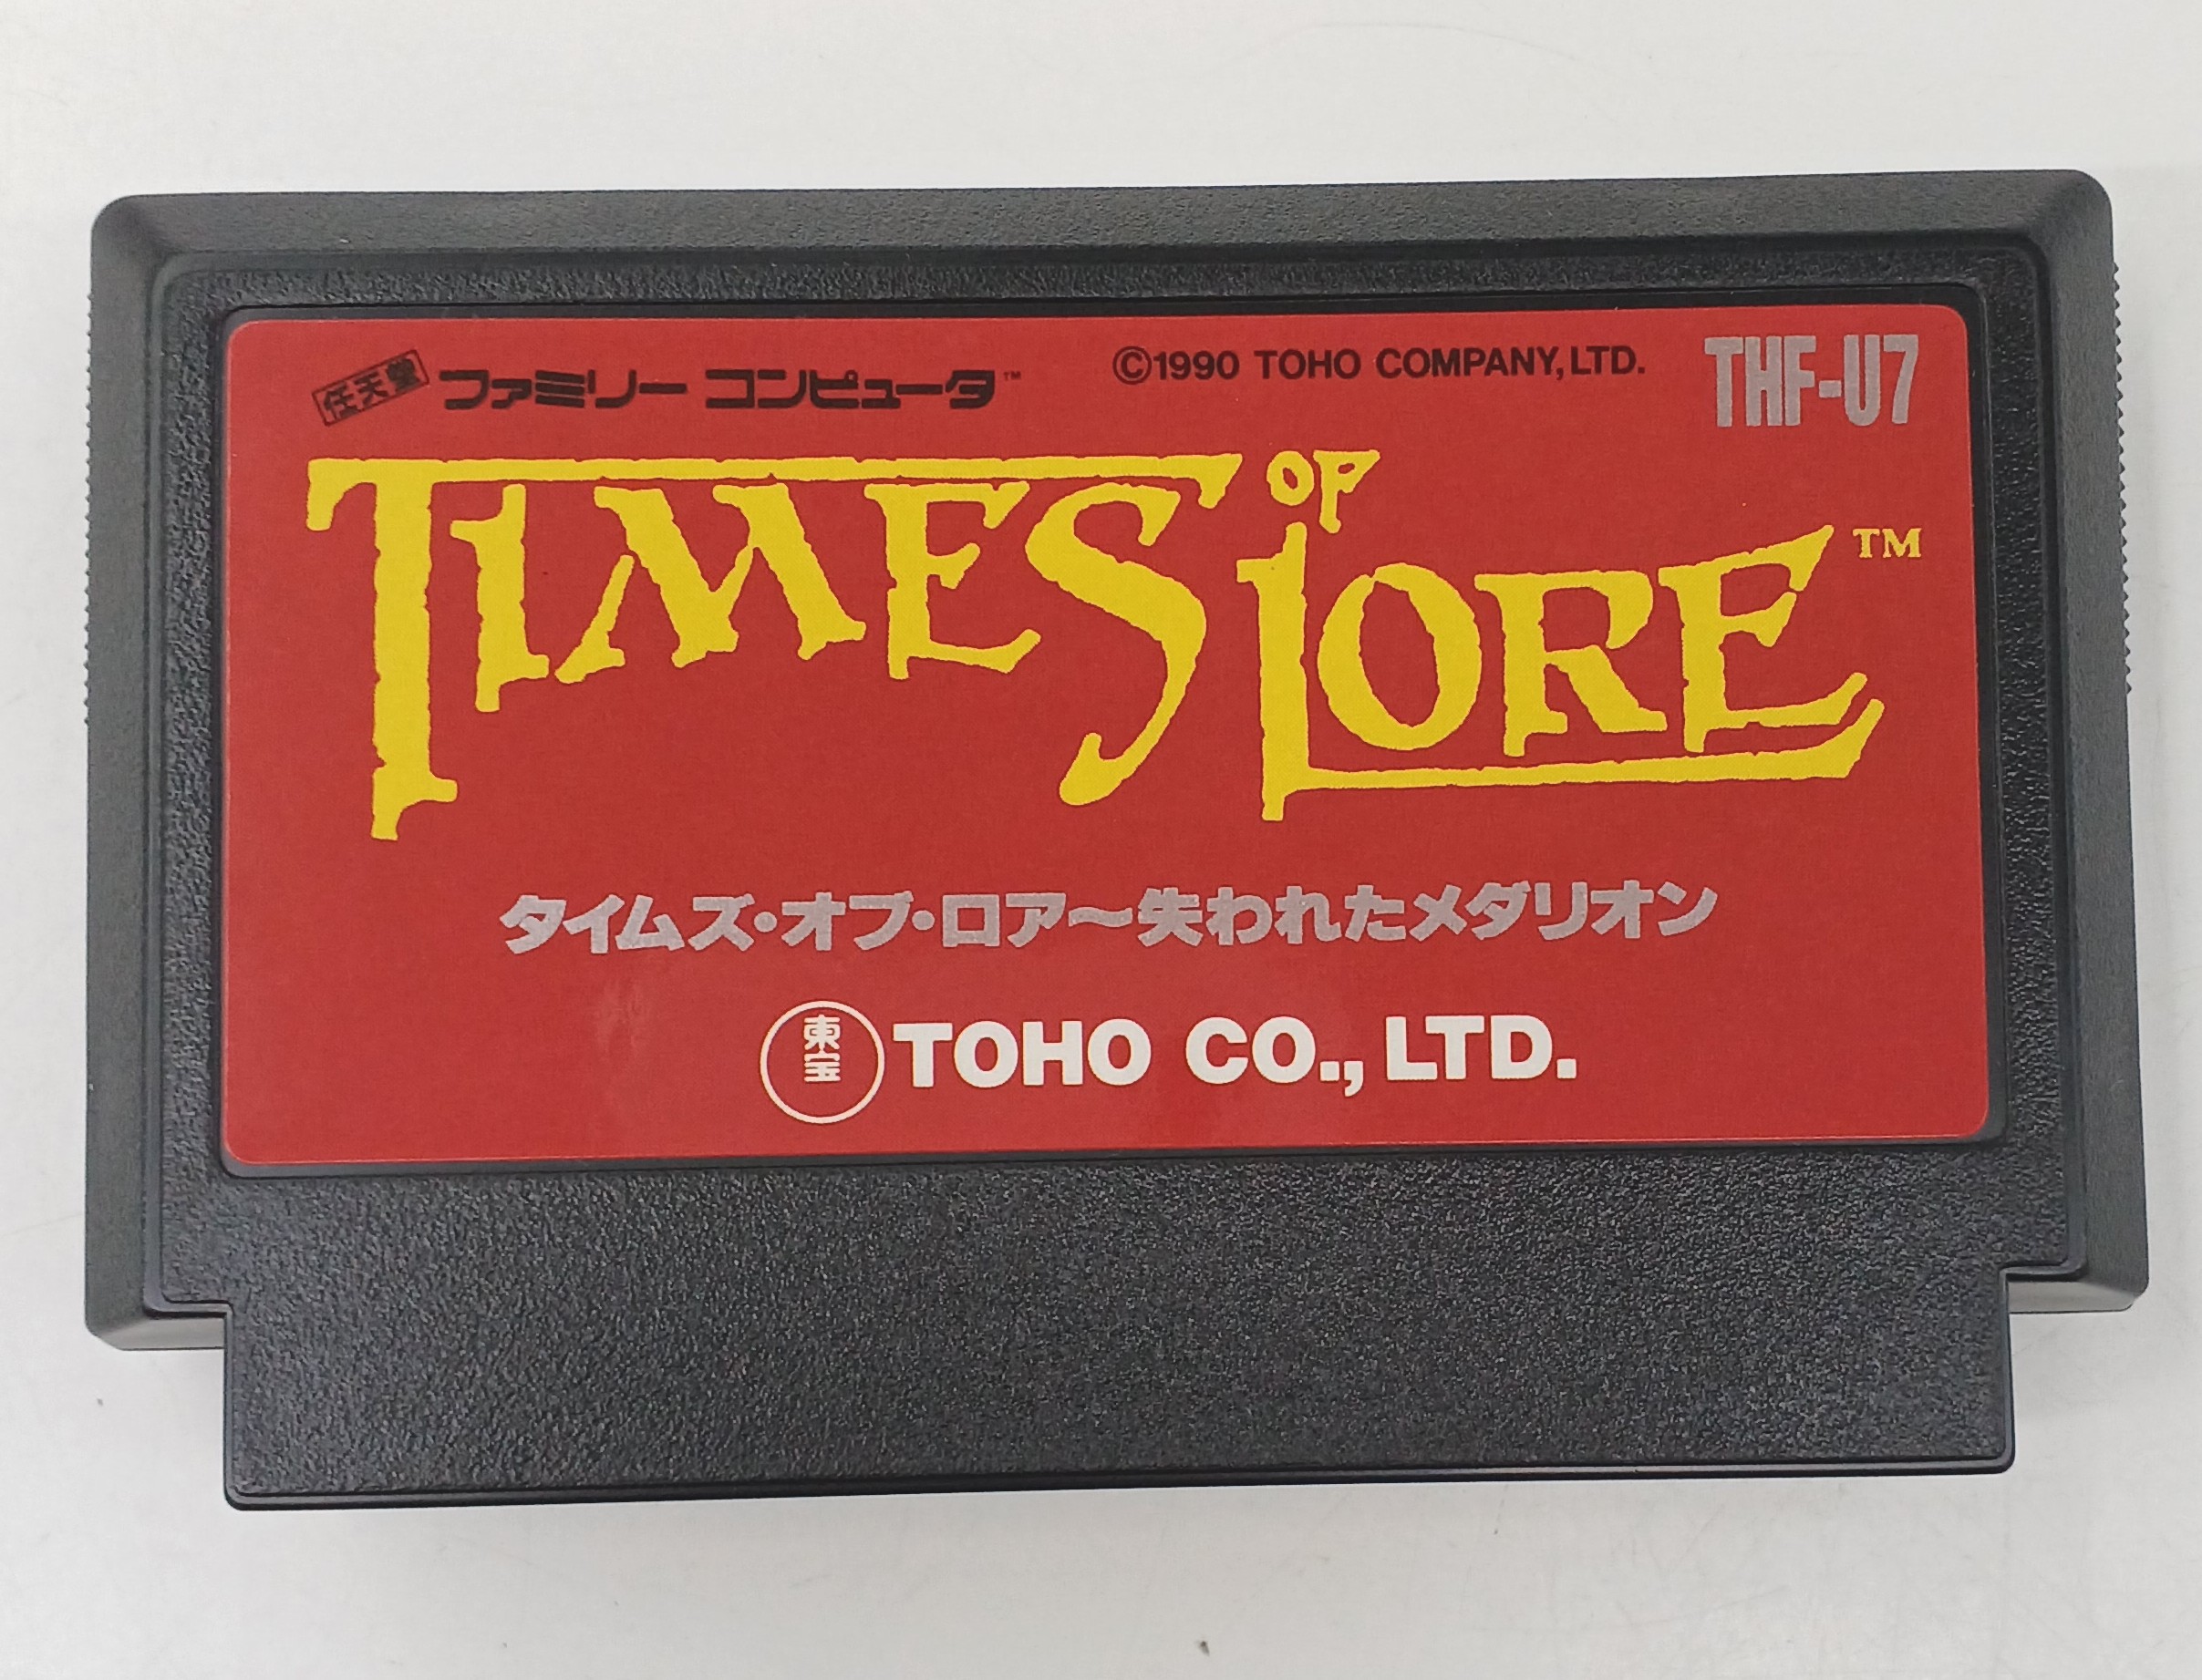 任天堂 ファミリー コンピュータ™
©1990 TOHO COMPANY,LTD.
THF-U7
TIMES OF LORE™
タイムズ・オブ・ロア～失われたメダリオン
東宝 TOHO CO., LTD.